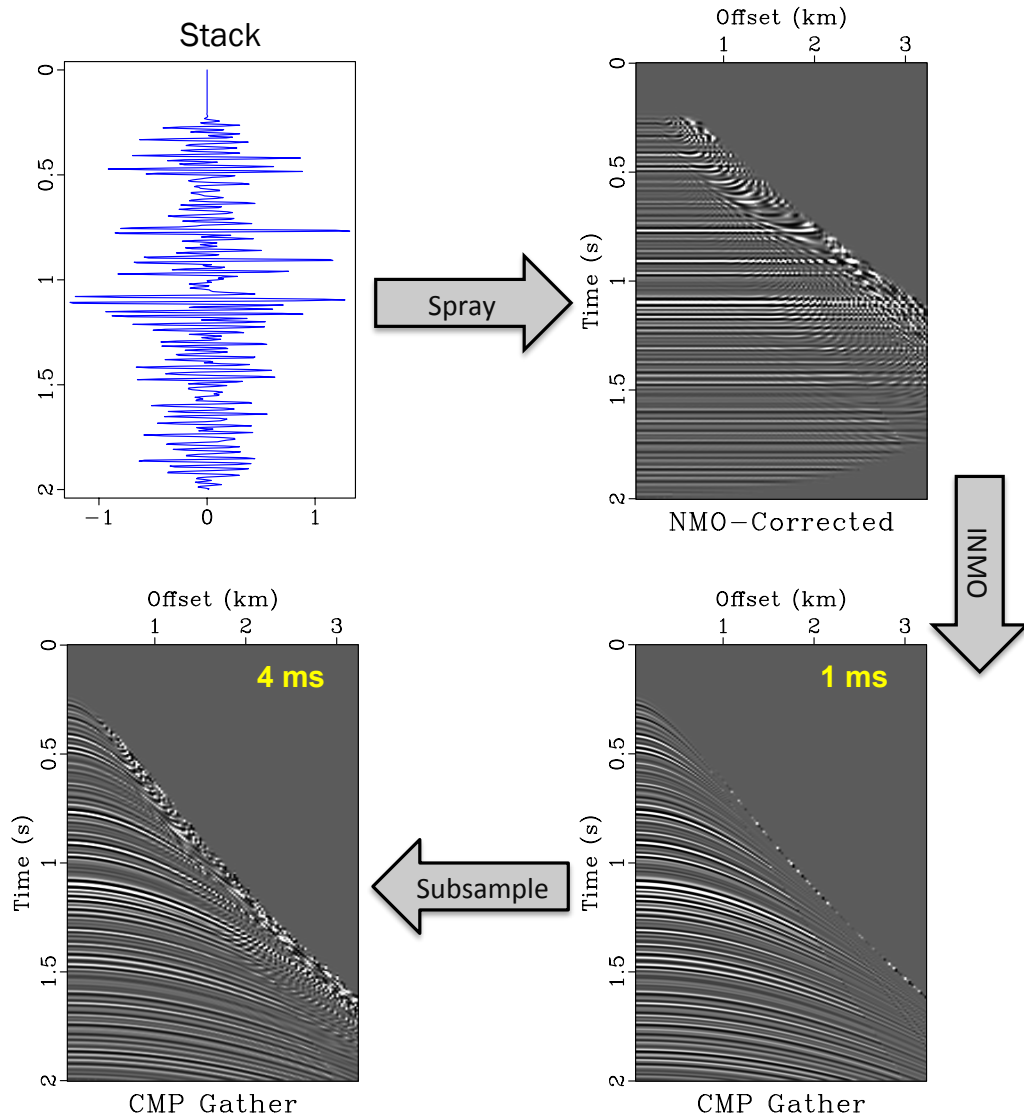 Stack
0
0.5
1
1.5
2
−1 0 1
Spray
Offset (km)
1 2 3
Time (s)
0
0.5
1
1.5
2
NMO−Corrected
INMO
Offset (km)
1 2 3
Time (s)
0
0.5
1
1.5
2
4 ms
CMP Gather
Subsample
Offset (km)
1 2 3
Time (s)
0
0.5
1
1.5
2
1 ms
CMP Gather